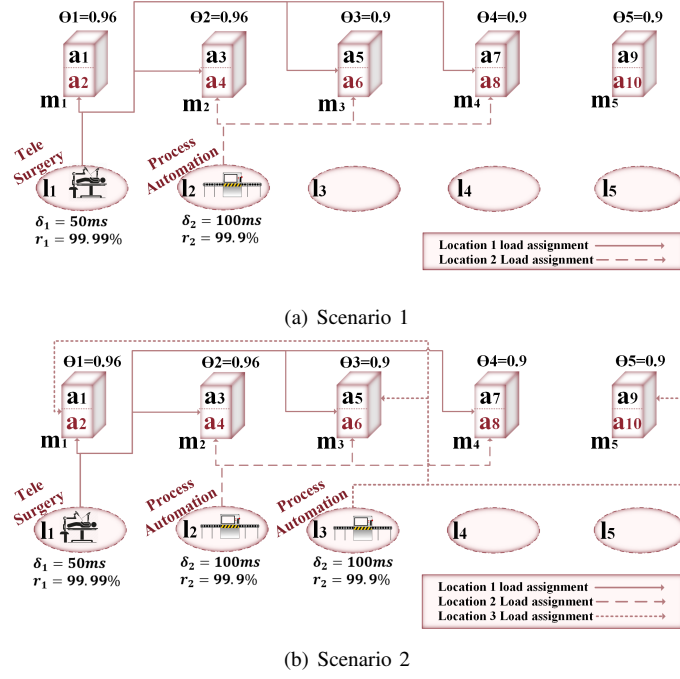 Θ1=0.96 Θ2=0.96 Θ3=0.9 Θ4=0.9 Θ5=0.9
a1 a3 a5 a7 a9
a2 a4 a6 a8 a10
m1 m2 m3 m4 m5
Tele Surgery
Process Automation
l1 l2 l3 l4 l5
δ1 = 50ms δ2 = 100ms
r1 = 99.99% r2 = 99.9%
Location 1 load assignment
Location 2 Load assignment
(a) Scenario 1
Θ1=0.96 Θ2=0.96 Θ3=0.9 Θ4=0.9 Θ5=0.9
a1 a3 a5 a7 a9
a2 a4 a6 a8 a10
m1 m2 m3 m4 m5
Tele Surgery
Process Automation
Process Automation
l1 l2 l3 l4 l5
δ1 = 50ms δ2 = 100ms δ2 = 100ms
r1 = 99.99% r2 = 99.9% r2 = 99.9%
Location 1 load assignment
Location 2 Load assignment
Location 3 Load assignment
(b) Scenario 2